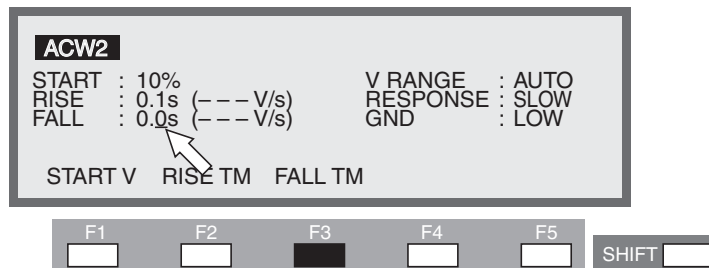 ACW2
START : 10% V RANGE : AUTO
RISE : 0.1s (– – – V/s) RESPONSE : SLOW
FALL : 0.0s (– – – V/s) GND : LOW
START V RISE TM FALL TM
F1 F2 F3 F4 F5
SHIFT